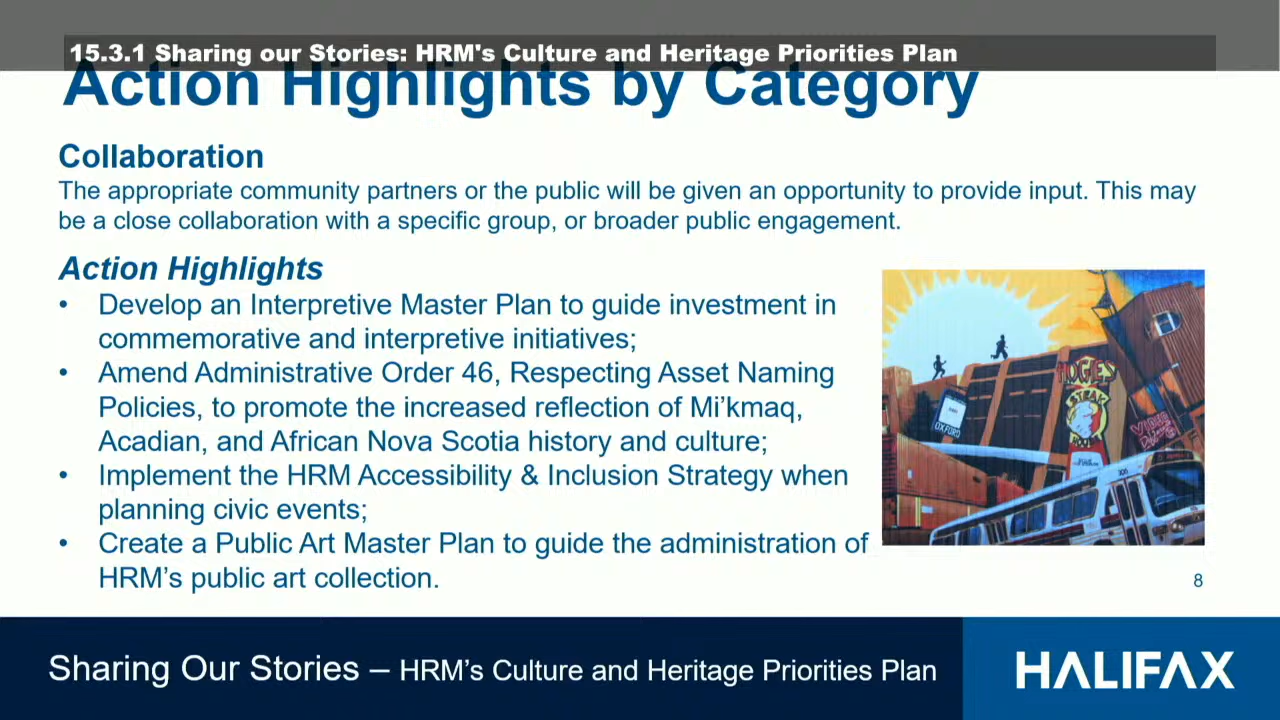 15.3.1 Sharing our Stories: HRM's Culture and Heritage Priorities Plan
Action Highlights by Category
Collaboration
The appropriate community partners or the public will be given an opportunity to provide input. This may
be a close collaboration with a specific group, or broader public engagement.
Action Highlights
• Develop an Interpretive Master Plan to guide investment in
commemorative and interpretive initiatives;
• Amend Administrative Order 46, Respecting Asset Naming
Policies, to promote the increased reflection of Mi’kmaq,
Acadian, and African Nova Scotia history and culture;
• Implement the HRM Accessibility & Inclusion Strategy when
planning civic events;
• Create a Public Art Master Plan to guide the administration of
HRM’s public art collection.
OXFORD
STEAK
8
Sharing Our Stories – HRM’s Culture and Heritage Priorities Plan
HALIFAX